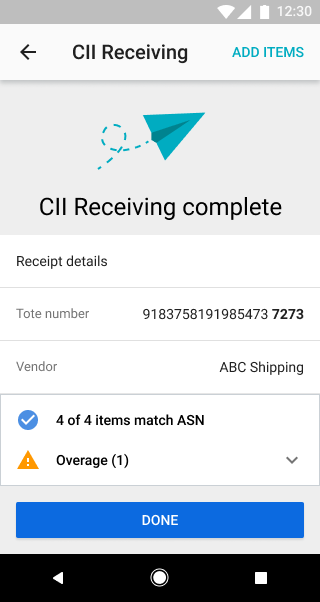 12:30
CII Receiving
ADD ITEMS
CII Receiving complete
Receipt details
Tote number 9183758191985473 7273
Vendor ABC Shipping
4 of 4 items match ASN
Overage (1)
DONE